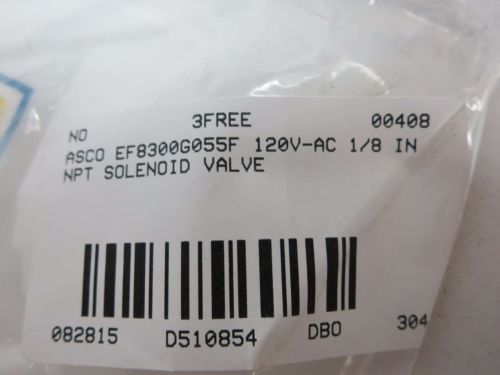 NO 3FREE 00408
ASCO EF8300G055F 120V-AC 1/8 IN
NPT SOLENOID VALVE
082815 D510854 DBO 304